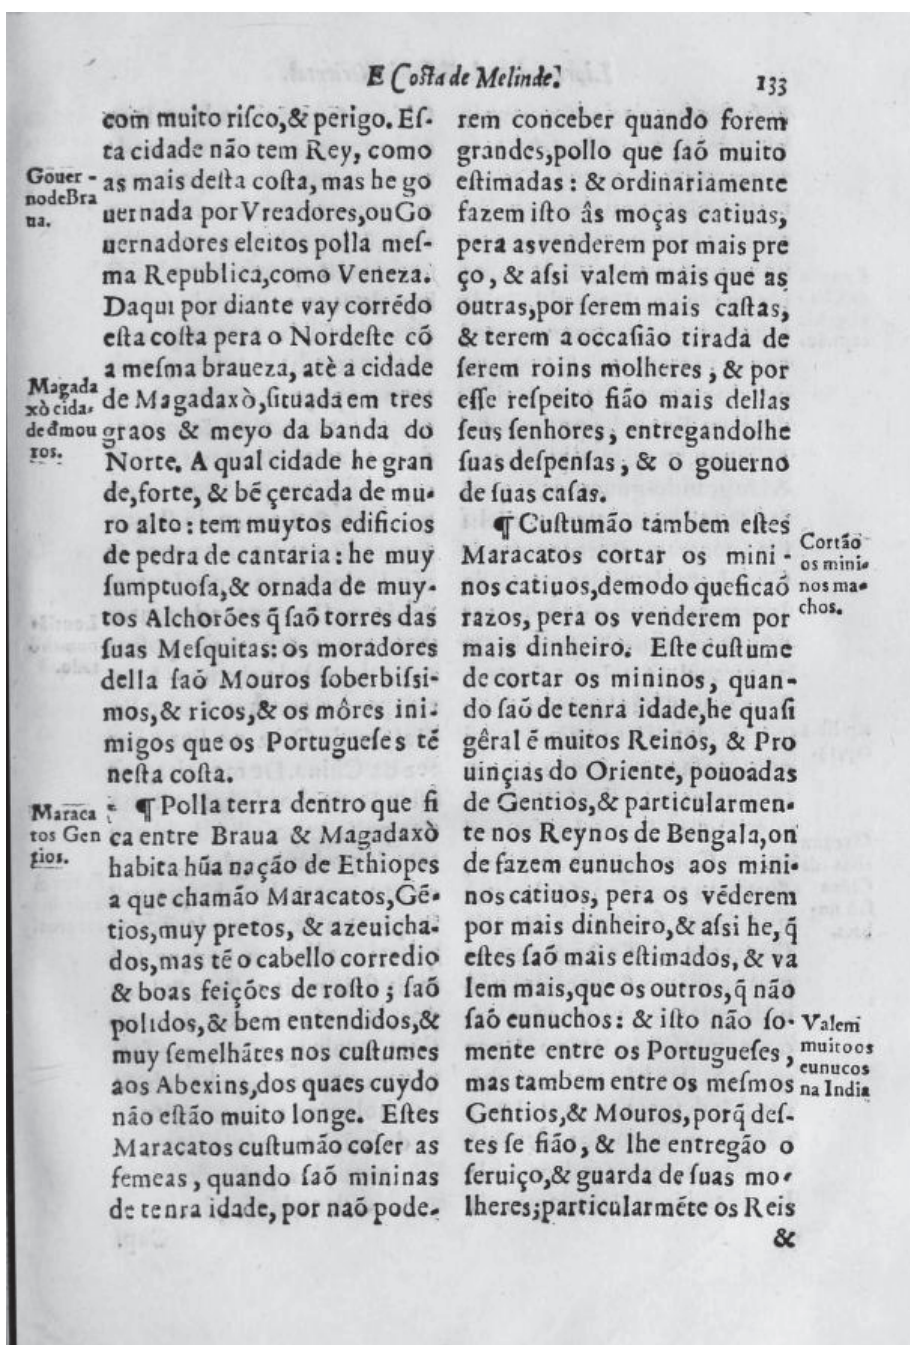 E Costa de Melinde.
133
com muito riſco,& perigo. Eſ-
ta cidade não tem Rey, como
as mais deſta coſta, mas he go
uernada por Vreadores,ou Go
uernadores eleitos polla meſ-
ma Republica,como Veneza.
Daqui por diante vay corrẽdo
eſta coſta pera o Nordeſte cõ
a meſma braueza, atè a cidade
de Magadaxò,ſituada em tres
graos & meyo da banda do
Norte. A qual cidade he gran
de,forte, & bẽ çercada de mu-
ro alto: tem muytos edificios
de pedra de cantaria: he muy
ſumptuoſa,& ornada de muy-
tos Alchorões q̃ ſaõ torres das
ſuas Meſquitas: os moradores
della ſaõ Mouros ſoberbiſsi-
mos,& ricos,& os môres ini-
migos que os Portugueſes tẽ
neſta coſta.
¶ Polla terra dentro que fi
ca entre Braua & Magadaxò
habita hũa nação de Ethiopes
a que chamão Maracatos,Gẽ-
tios,muy pretos, & azeuicha-
dos,mas tẽ o cabello corredio
& boas feições de roſto; ſaõ
polidos,& bem entendidos,&
muy ſemelhãtes nos cuſtumes
aos Abexins,dos quaes cuydo
não eſtão muito longe. Eſtes
Maracatos cuſtumão coſer as
femeas, quando ſaõ mininas
de tenra idade, por naõ pode-
Gouer-
no de Bra
ua.
Magada
xò cida-
de d̃ mou
ros.
Maraca
tos Gen
tios.
rem conceber quando forem
grandes,pollo que ſaõ muito
eſtimadas: & ordinariamente
fazem iſto âs moças catiuas,
pera as venderem por mais pre
ço, & aſsi valem mais que as
outras,por ſerem mais caſtas,
& terem a occaſião tirada de
ſerem roins molheres, & por
eſſe reſpeito fião mais dellas
ſeus ſenhores, entregandolhe
ſuas deſpenſas, & o gouerno
de ſuas caſas.
¶ Cuſtumão tambem eſtes
Maracatos cortar os mini-
nos catiuos,demodo que ficaõ
razos, pera os venderem por
mais dinheiro. Eſte cuſtume
de cortar os mininos, quan-
do ſaõ de tenra idade,he quaſi
gêral ẽ muitos Reinos, & Pro
uinçias do Oriente, pouoadas
de Gentios,& particularmen-
te nos Reynos de Bengala,on
de fazem eunuchos aos mini-
nos catiuos, pera os vẽderem
por mais dinheiro,& aſsi he,q̃
eſtes ſaõ mais eſtimados, & va
lem mais,que os outros,q̃ não
ſaõ eunuchos: & iſto não ſo-
mente entre os Portugueſes,
mas tambem entre os meſmos
Gentios,& Mouros, porq̃ deſ-
tes ſe fião, & lhe entregão o
ſeruiço,& guarda de ſuas mo-
lheres;particularmẽte os Reis
&
Cortão
os mini-
nos ma-
chos.
Valem
muito os
eunucos
na India